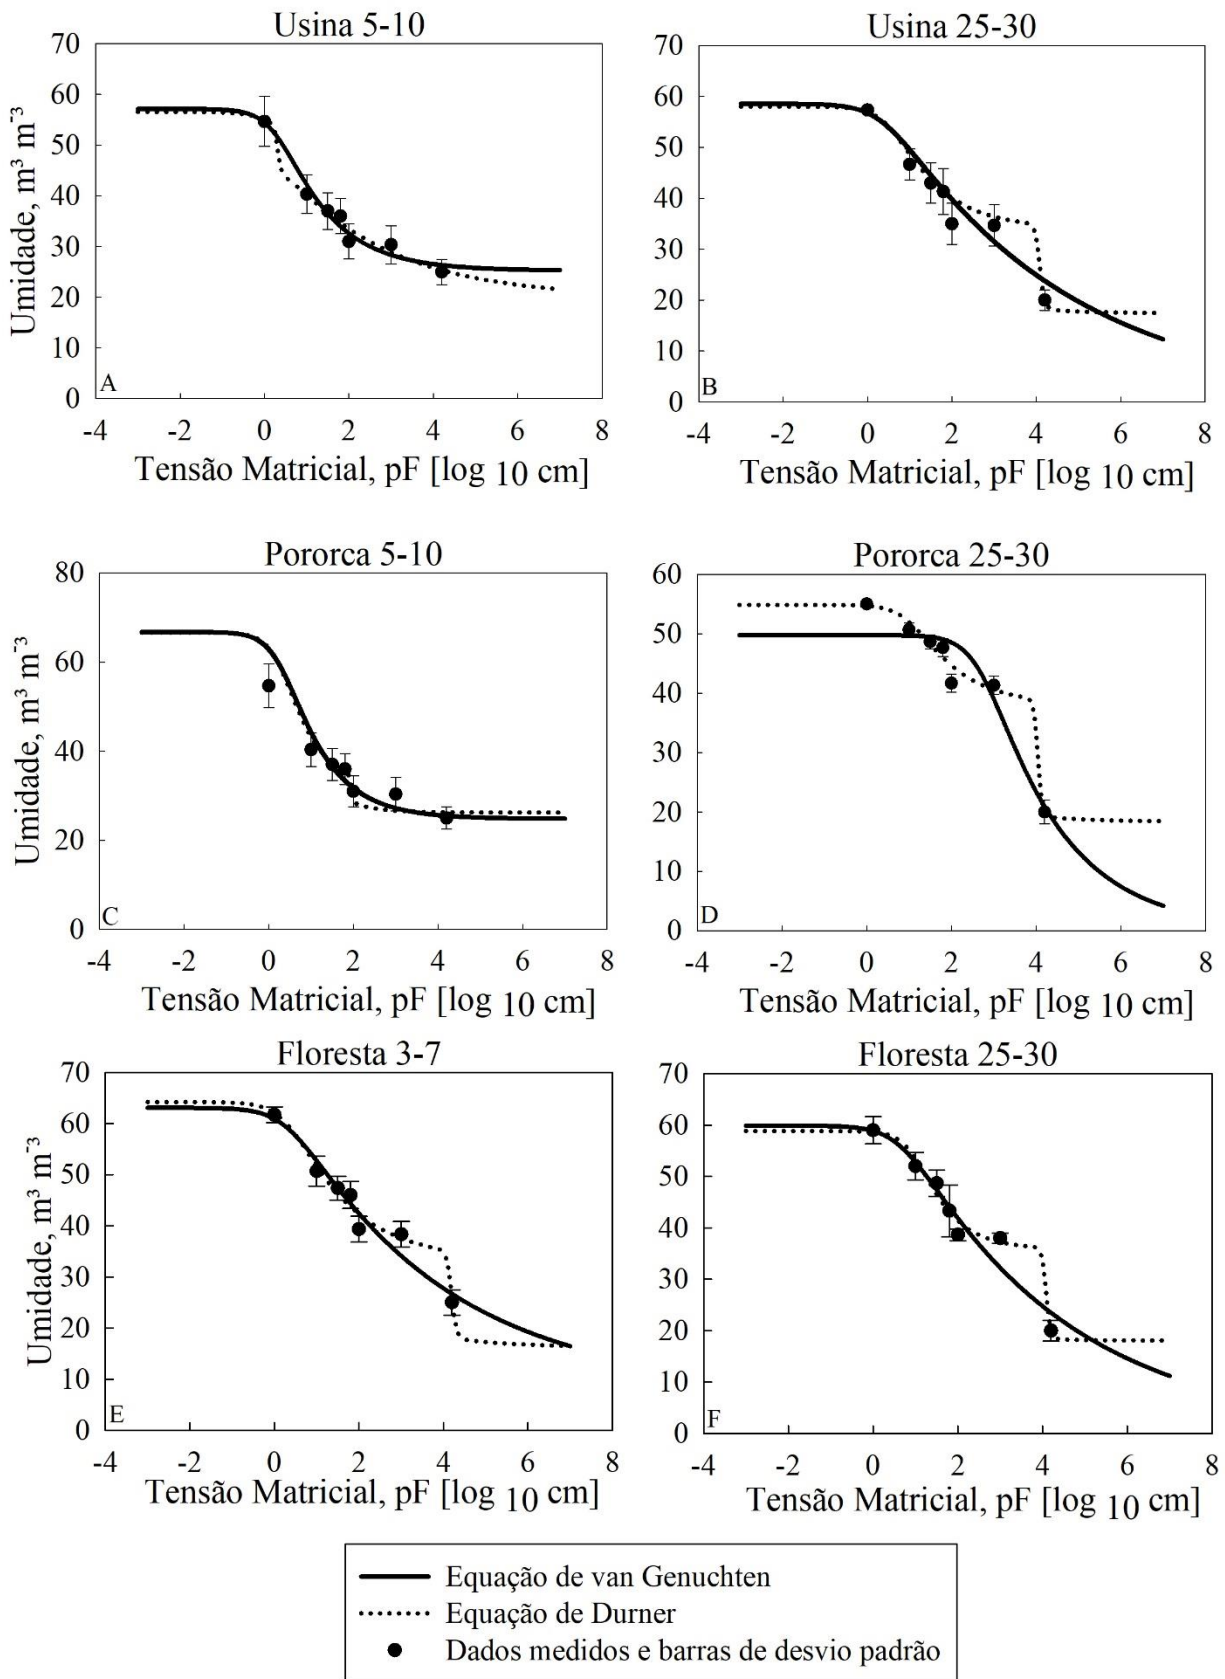 Usina 5-10
70
60
50
40
30
20
10
0
Umidade, m³ m⁻³
A
-4 -2 0 2 4 6 8
Tensão Matricial, pF [log 10 cm]
Usina 25-30
70
60
50
40
30
20
10
0
B
-4 -2 0 2 4 6 8
Tensão Matricial, pF [log 10 cm]
Pororca 5-10
80
60
40
20
0
Umidade, m³ m⁻³
C
-4 -2 0 2 4 6 8
Tensão Matricial, pF [log 10 cm]
Pororca 25-30
60
50
40
30
20
10
0
D
-4 -2 0 2 4 6 8
Tensão Matricial, pF [log 10 cm]
Floresta 3-7
70
60
50
40
30
20
10
0
Umidade, m³ m⁻³
E
-4 -2 0 2 4 6 8
Tensão Matricial, pF [log 10 cm]
Floresta 25-30
70
60
50
40
30
20
10
0
F
-4 -2 0 2 4 6 8
Tensão Matricial, pF [log 10 cm]
Equação de van Genuchten
Equação de Durner
Dados medidos e barras de desvio padrão